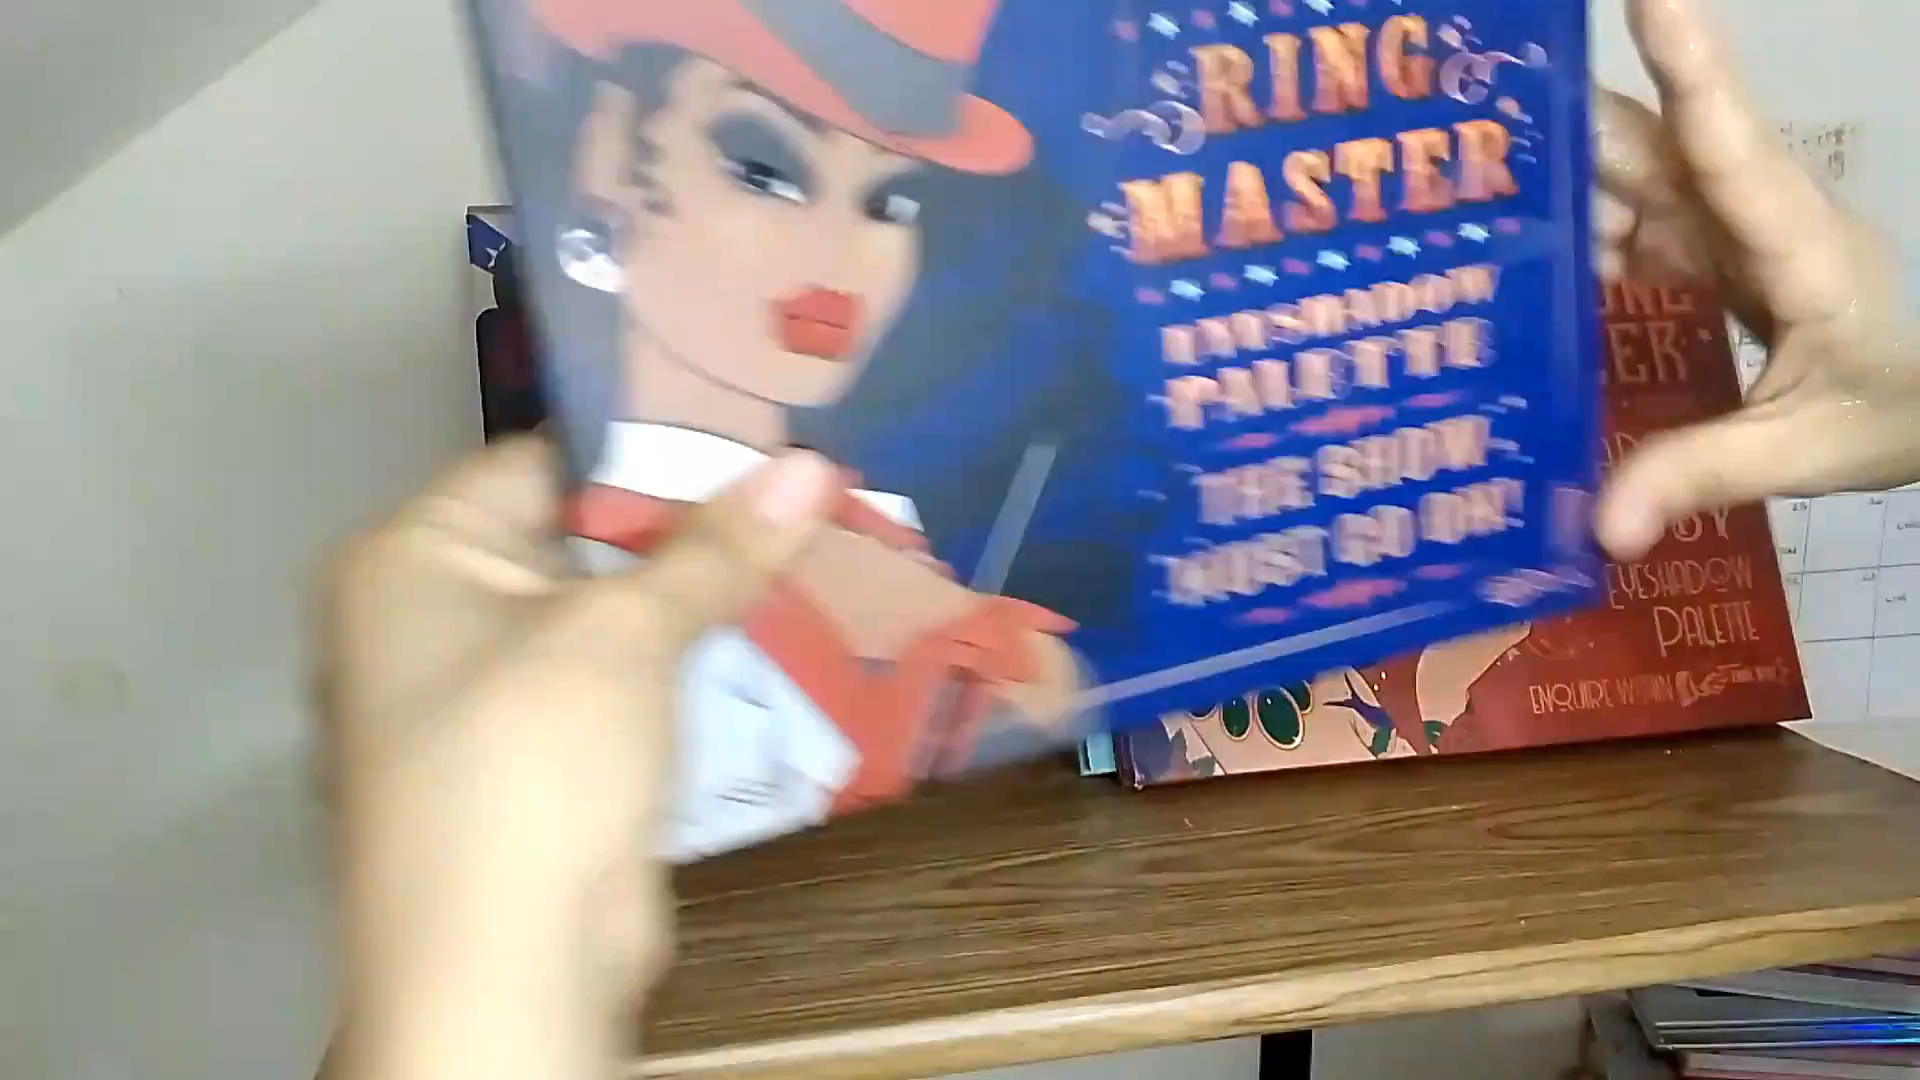 RING
MASTER
EYESHADOW
PALETTE
THE SHOW
MUST GO ON!
EYESHADOW
PALETTE
ENQUIRE WITHIN